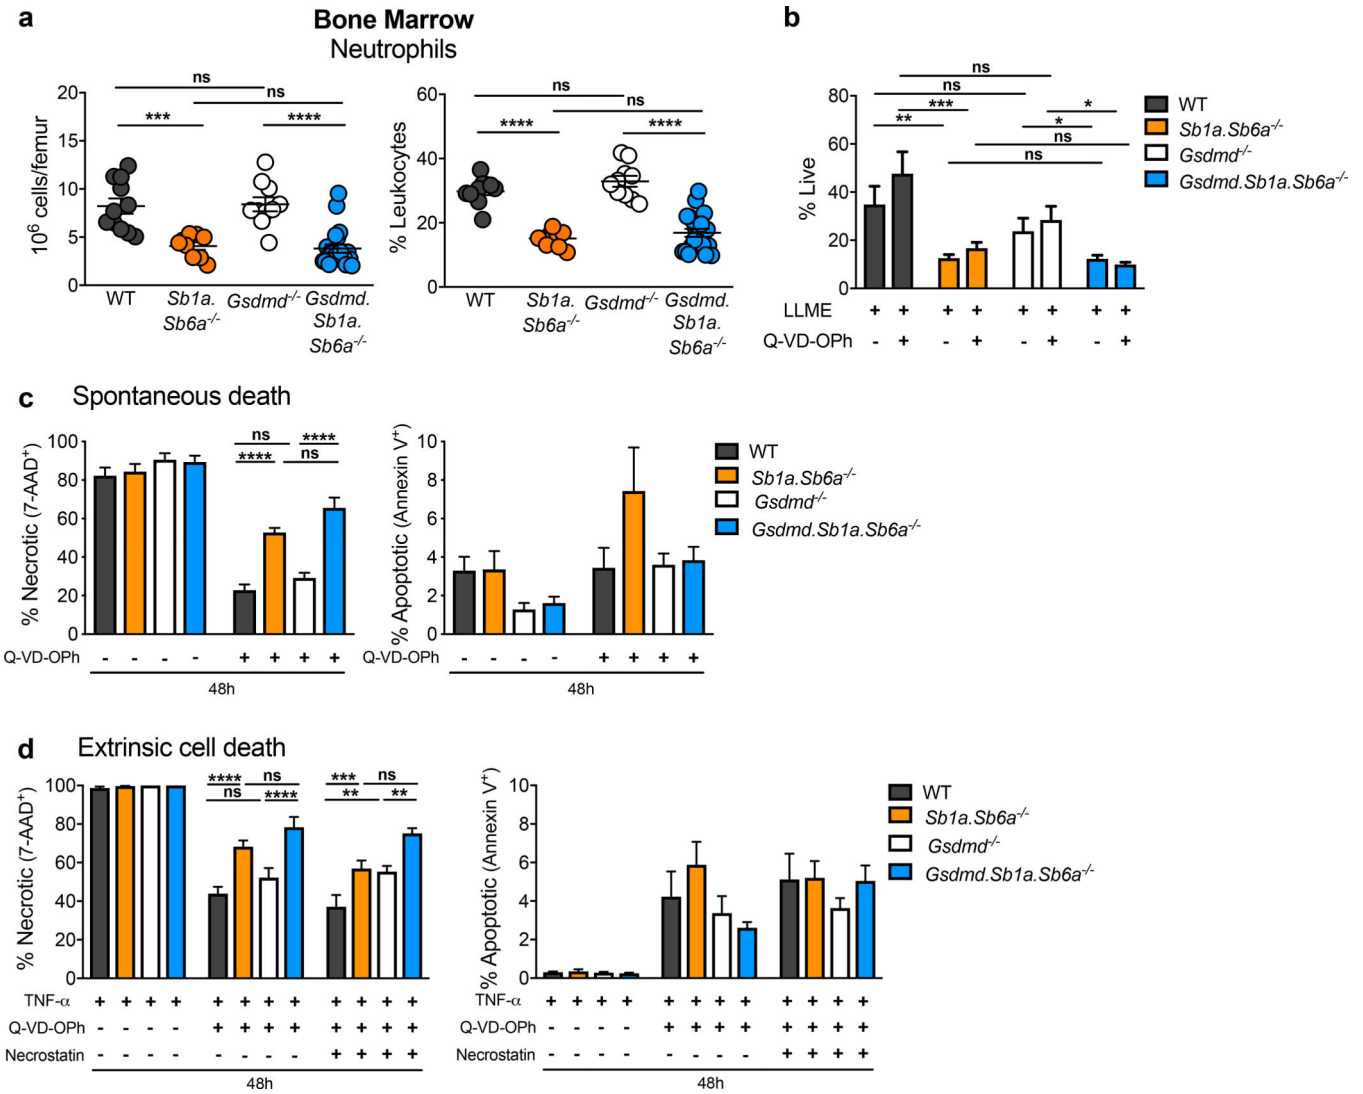 a
Bone Marrow
Neutrophils
ns
ns
***
****
10⁶ cells/femur
20
15
10
5
0
WT
Sb1a.
Sb6a-/-
Gsdmd-/-
Gsdmd.
Sb1a.
Sb6a-/-
ns
ns
****
****
% Leukocytes
60
40
20
0
WT
Sb1a.
Sb6a-/-
Gsdmd-/-
Gsdmd.
Sb1a.
Sb6a-/-
b
ns
ns
***
*
**
*
ns
ns
% Live
80
60
40
20
0
LLME + + + + + + + +
Q-VD-OPh - + - + - + - +
WT
Sb1a.Sb6a-/-
Gsdmd-/-
Gsdmd.Sb1a.Sb6a-/-
c Spontaneous death
% Necrotic (7-AAD+)
100
80
60
40
20
0
ns ****
**** ns
Q-VD-OPh - - - - + + + +
48h
% Apoptotic (Annexin V+)
10
8
6
4
2
0
Q-VD-OPh - - - - + + + +
48h
WT
Sb1a.Sb6a-/-
Gsdmd-/-
Gsdmd.Sb1a.Sb6a-/-
d Extrinsic cell death
% Necrotic (7-AAD+)
100
80
60
40
20
0
**** ns *** ns
ns **** ** **
TNF-α + + + + + + + + + + + +
Q-VD-OPh - - - - + + + + + + + +
Necrostatin - - - - - - - - + + + +
48h
% Apoptotic (Annexin V+)
10
8
6
4
2
0
TNF-α + + + + + + + + + + + +
Q-VD-OPh - - - - + + + + + + + +
Necrostatin - - - - - - - - + + + +
48h
WT
Sb1a.Sb6a-/-
Gsdmd-/-
Gsdmd.Sb1a.Sb6a-/-